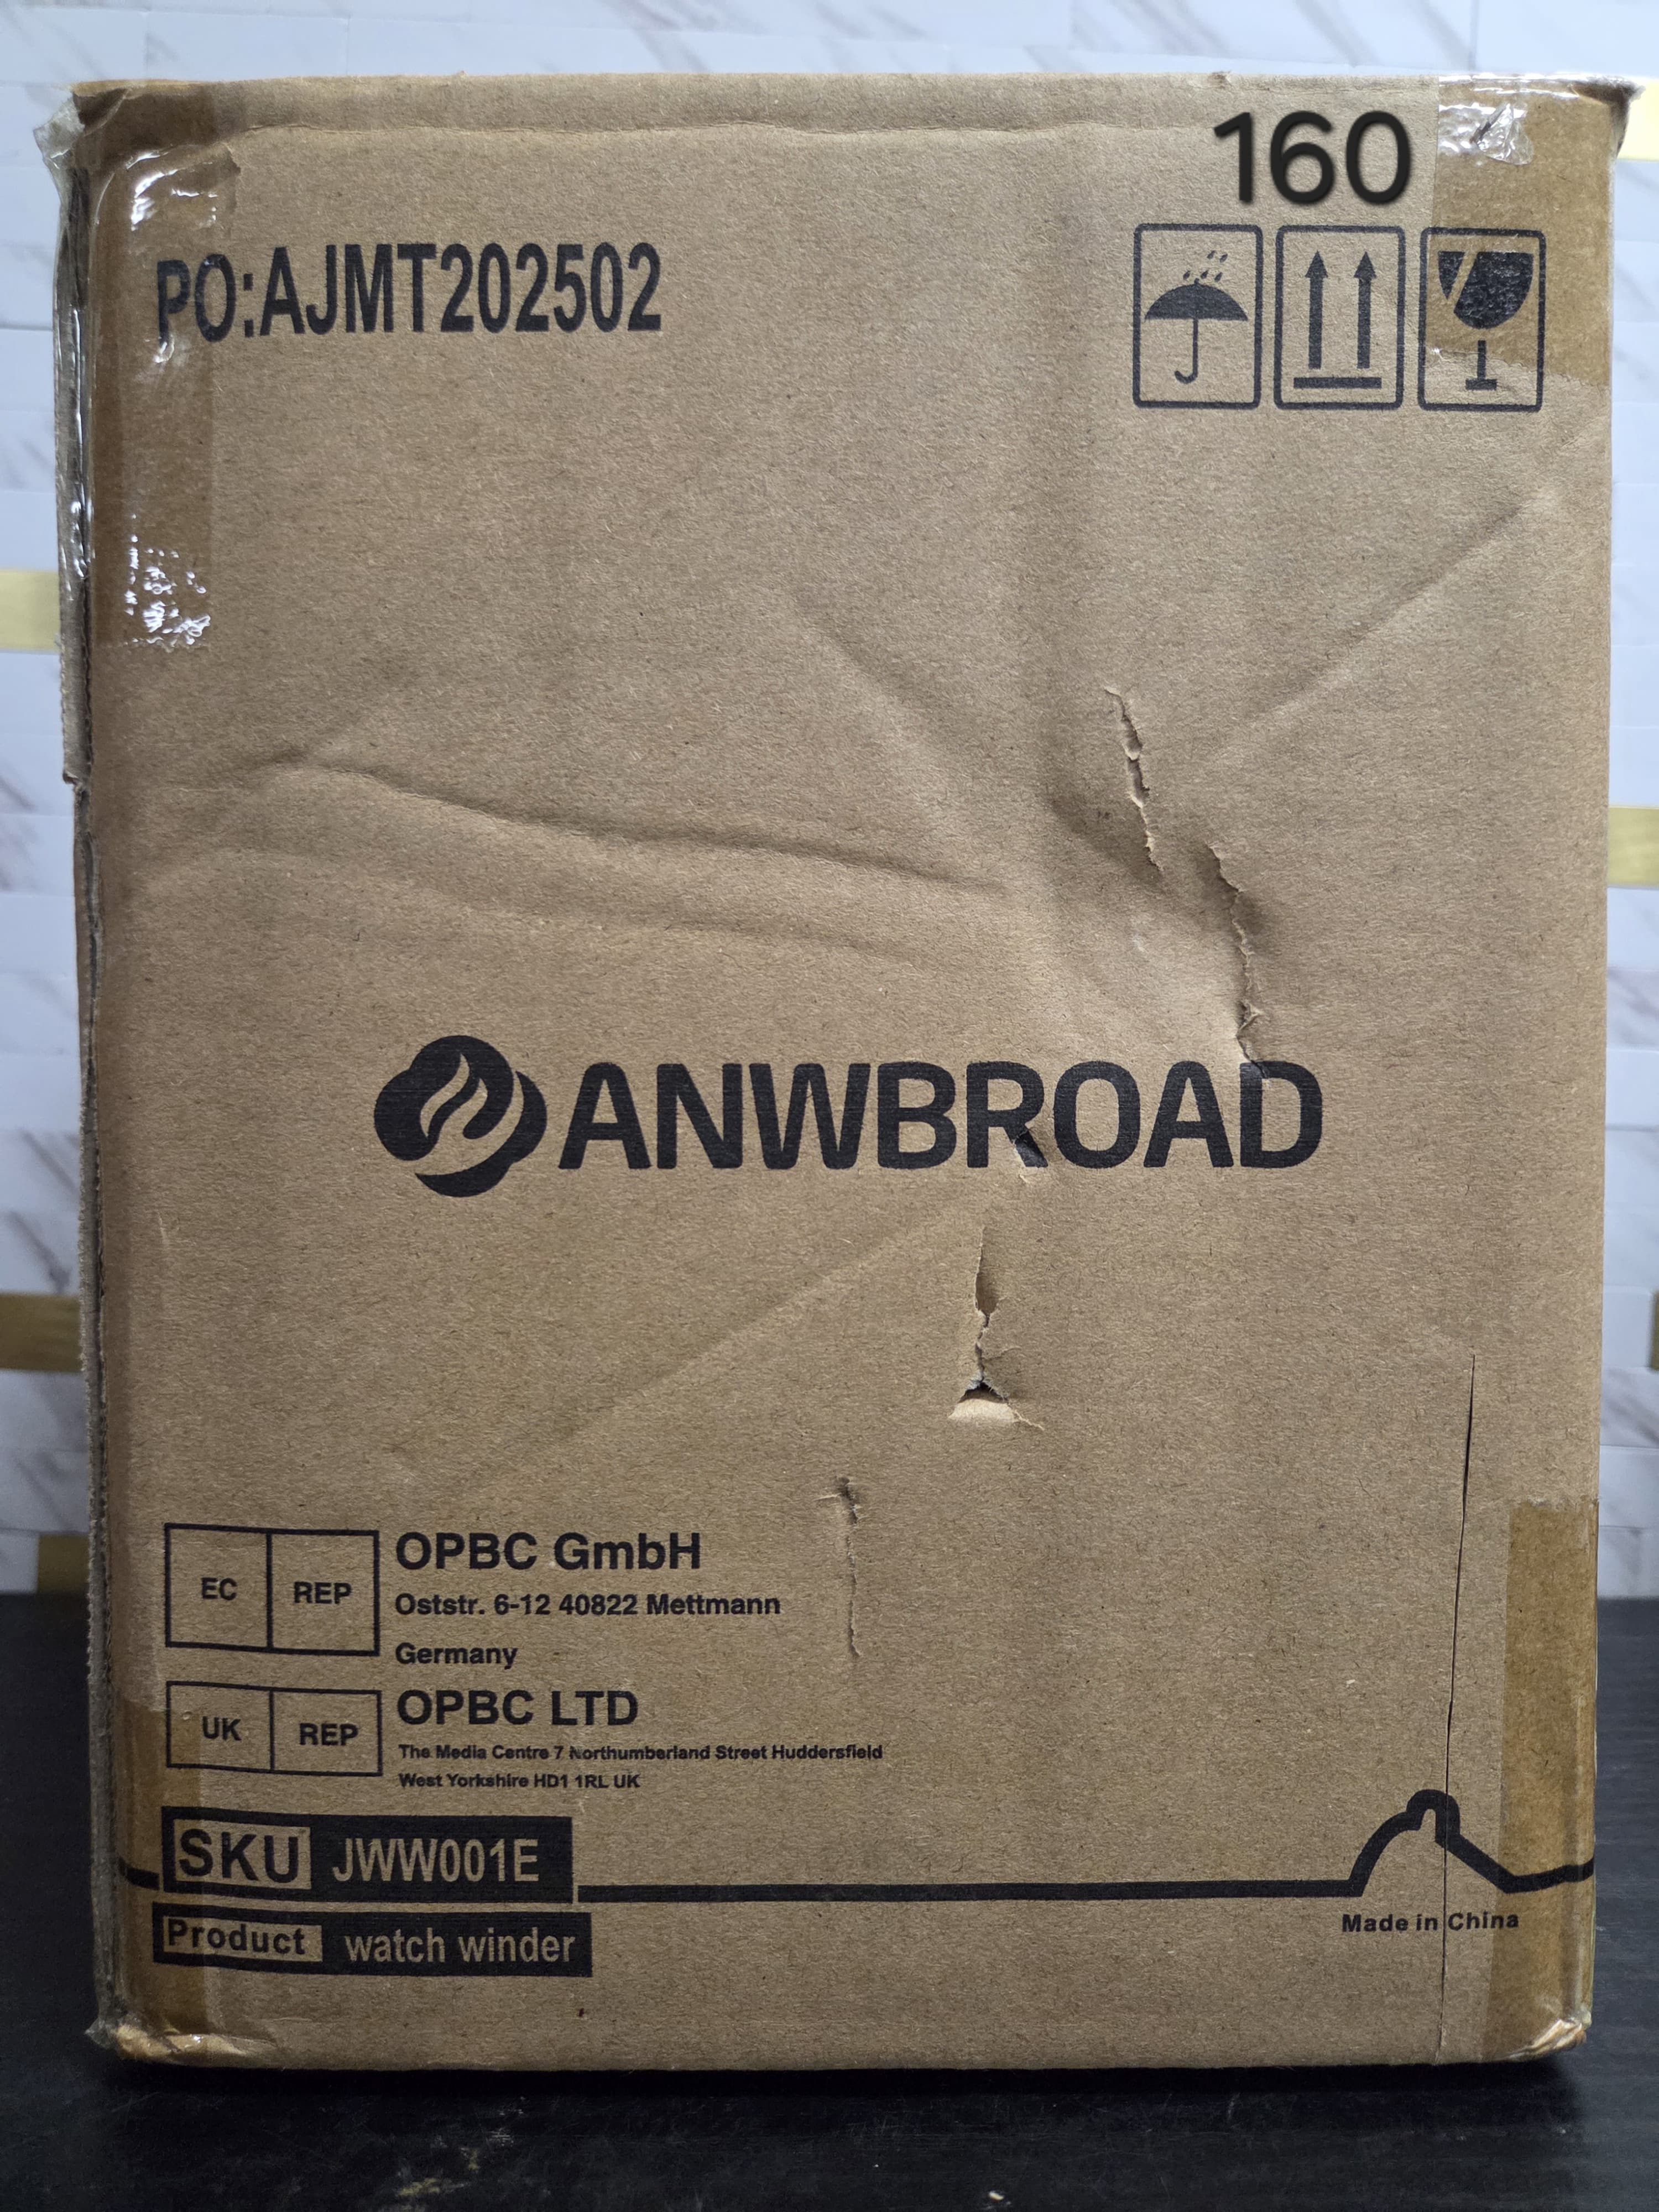 160
PO:AJMT202502
ANWBROAD
EC REP
OPBC GmbH
Oststr. 6-12 40822 Mettmann
Germany
UK REP
OPBC LTD
The Media Centre 7 Northumberland Street Huddersfield
West Yorkshire HD1 1RL UK
SKU JWW001E
Product watch winder
Made in China